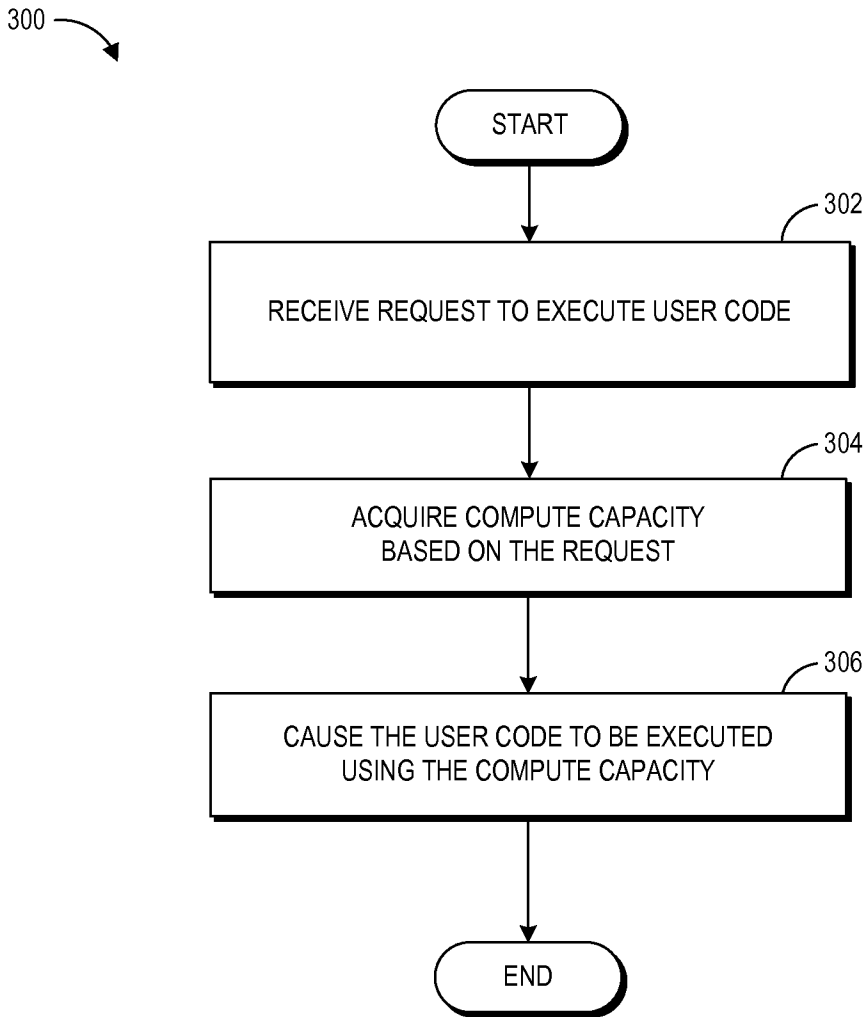 300
START
302
RECEIVE REQUEST TO EXECUTE USER CODE
304
ACQUIRE COMPUTE CAPACITY
BASED ON THE REQUEST
306
CAUSE THE USER CODE TO BE EXECUTED
USING THE COMPUTE CAPACITY
END